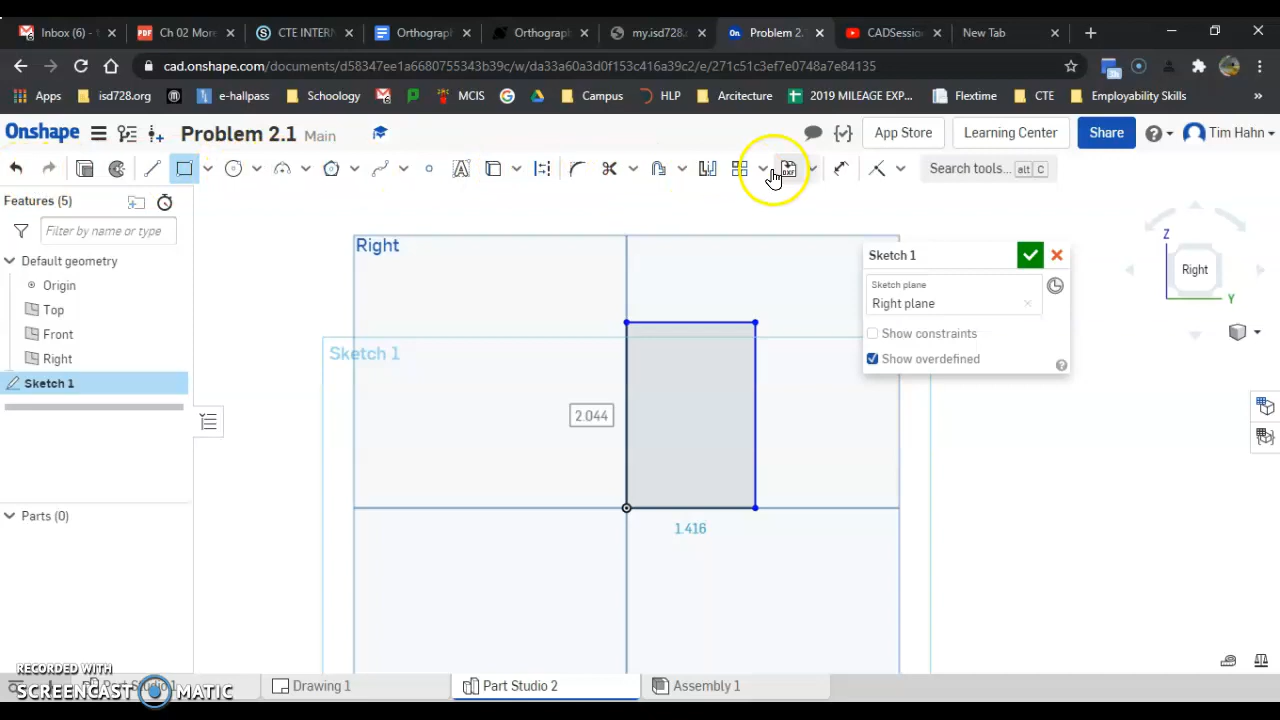 Inbox (6) -
Ch 02 More
CTE INTERN
Orthograph
Orthograph
my.isd728.c
Problem 2.
CADSession
New Tab
cad.onshape.com/documents/d58347ee1a6680755343b39c/w/da33a60a3d0f153c416a39c2/e/271c51c3ef7e0748a7e84135
Apps
isd728.org
e-hallpass
Schoology
MCIS
Campus
HLP
Arcitecture
2019 MILEAGE EXP...
Flextime
CTE
Employability Skills
»
Onshape
Problem 2.1 Main
App Store
Learning Center
Share
Tim Hahn
DXF
Search tools... alt C
Features (5)
Filter by name or type
Default geometry
Origin
Top
Front
Right
Sketch 1
Parts (0)
Right
Sketch 1
2.044
1.416
Sketch 1
Sketch plane
Right plane
Show constraints
Show overdefined
Z
Right
Y
RECORDED WITH
SCREENCAST MATIC
Part Studio 1
Drawing 1
Part Studio 2
Assembly 1